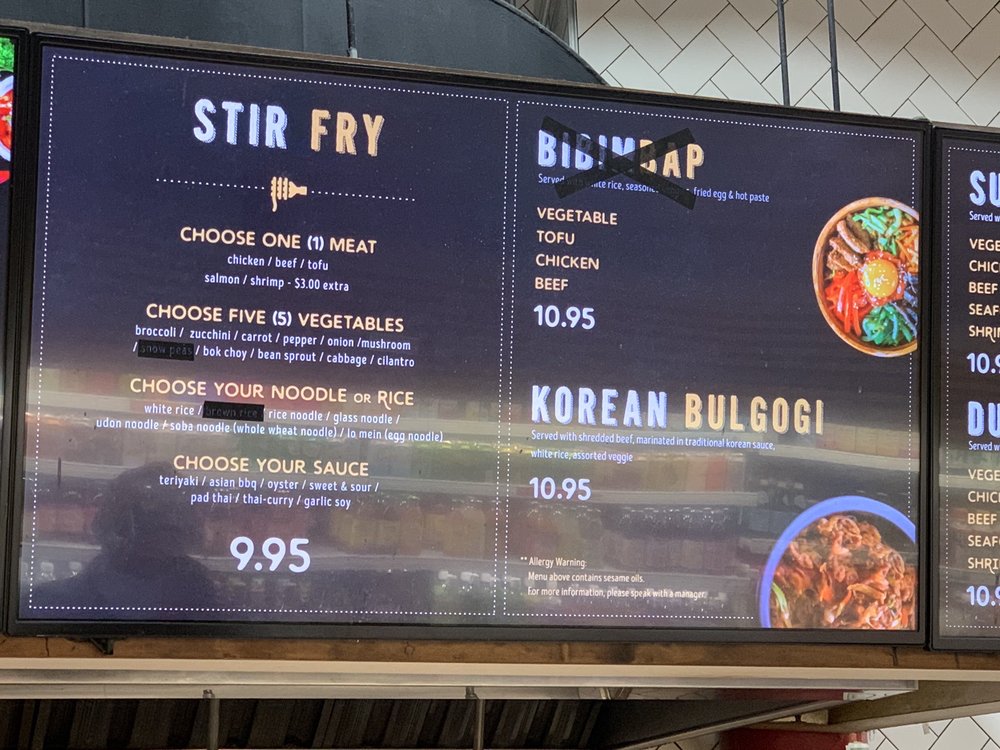 STIR FRY
CHOOSE ONE (1) MEAT
chicken / beef / tofu
salmon / shrimp - $3.00 extra
CHOOSE FIVE (5) VEGETABLES
broccoli / zucchini / carrot / pepper / onion /mushroom
/ snow peas / bok choy / bean sprout / cabbage / cilantro
CHOOSE YOUR NOODLE OR RICE
white rice / brown rice / rice noodle / glass noodle /
udon noodle / soba noodle (whole wheat noodle) / lo mein (egg noodle)
CHOOSE YOUR SAUCE
teriyaki / asian bbq / oyster / sweet & sour /
pad thai / thai-curry / garlic soy
9.95
BIBIMBAP
Served white rice, fried egg & hot paste
VEGETABLE
TOFU
CHICKEN
BEEF
10.95
KOREAN BULGOGI
Served with shredded beef, marinated in traditional korean sauce,
white rice, assorted veggie
10.95
** Allergy Warning:
Menu above contains sesame oils.
For more information, please speak with a manager.
SU
Served w
VEGE
CHIC
BEEF
SEAF
SHRI
10.9
DU
Served w
VEGE
CHIC
BEEF
SEAF
SHRI
10.9